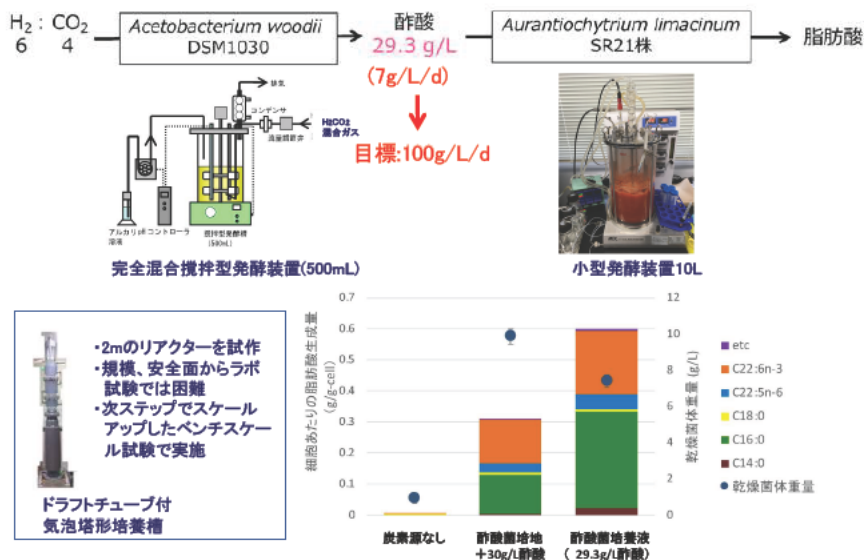 H₂ : CO₂
6 4
Acetobacterium woodii
DSM1030
酢酸
29.3 g/L
(7g/L/d)
目標:100g/L/d
Aurantiochytrium limacinum
SR21株
脂肪酸
排気
コンデンサ
H2CO2
混合ガス
流量調節弁
アルカリ
溶液
pHコントローラ
撹拌型発酵槽
(500mL)
完全混合撹拌型発酵装置(500mL)
小型発酵装置10L
・2mのリアクターを試作
・規模、安全面からラボ
試験では困難
・次ステップでスケール
アップしたベンチスケー
ル試験で実施
ドラフトチューブ付
気泡塔形培養槽
細胞あたりの脂肪酸生成量
(g/g-cell)
0.7
0.6
0.5
0.4
0.3
0.2
0.1
0
12
10
8
6
4
2
0
乾燥菌体重量 (g/L)
炭素源なし
酢酸菌培地
+30g/L酢酸
酢酸菌培養液
( 29.3g/L酢酸)
etc
C22:6n-3
C22:5n-6
C18:0
C16:0
C14:0
乾燥菌体重量